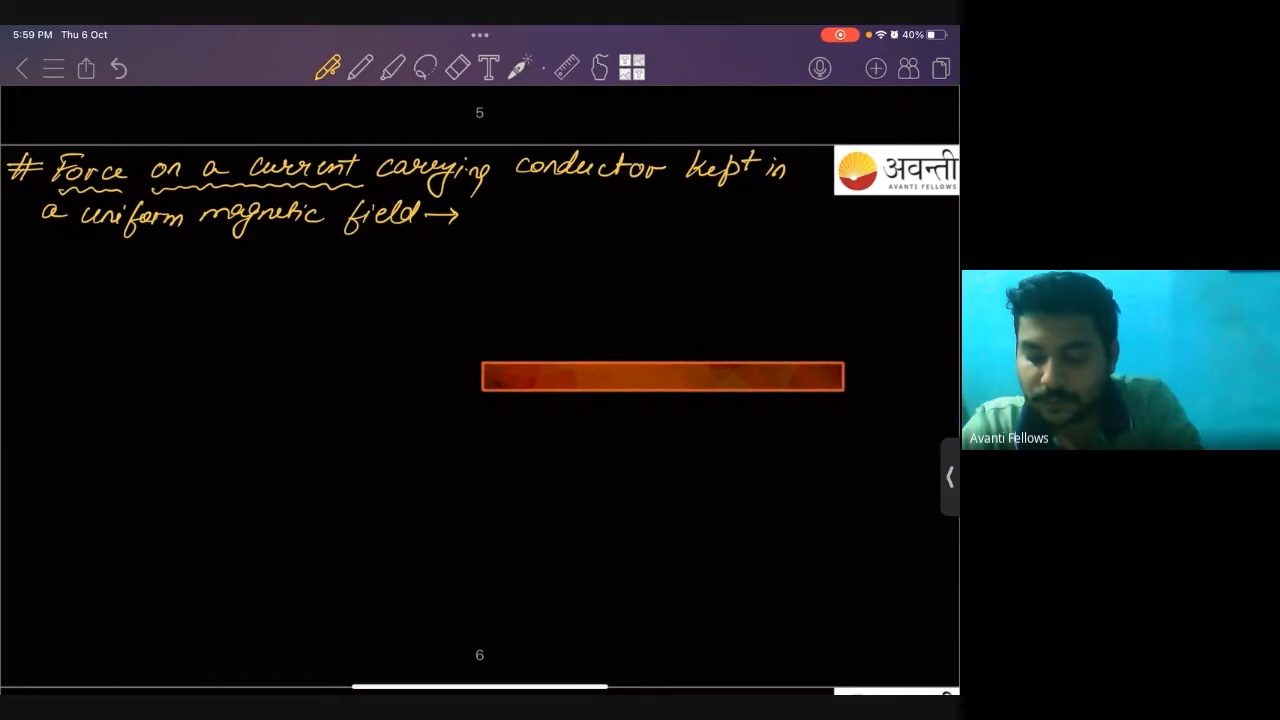 5:59 PM Thu 6 Oct
40%
5
# Force on a current carrying conductor kept in
a uniform magnetic field →
अवन्ती
AVANTI FELLOWS
Avanti Fellows
6